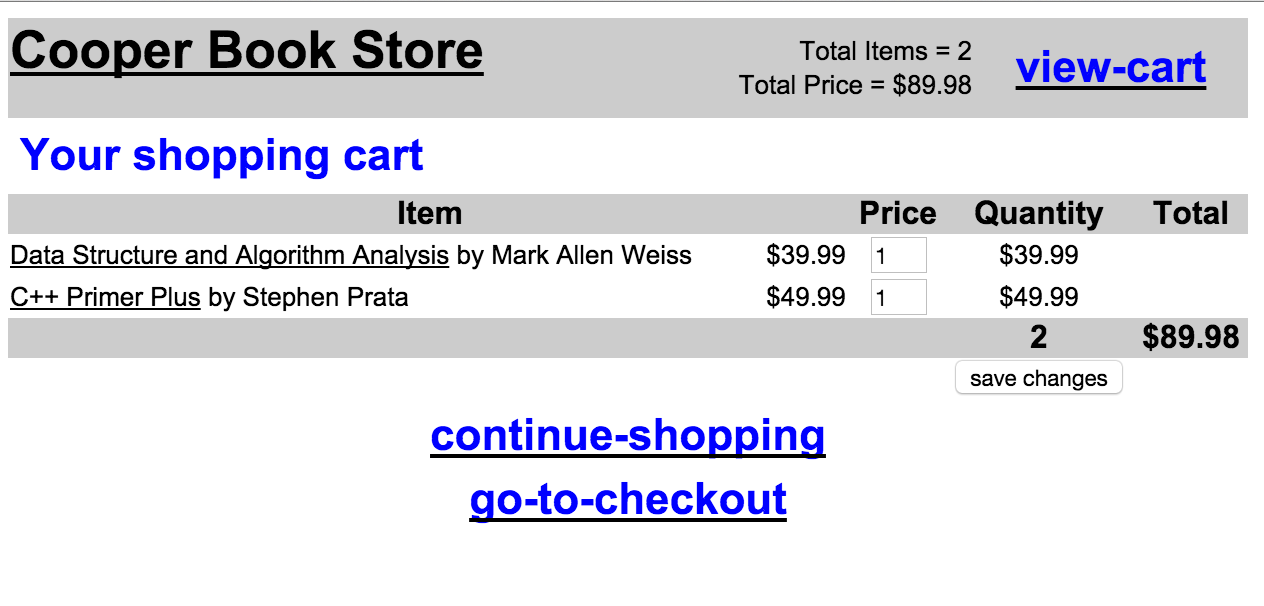 Cooper Book Store
Total Items = 2
Total Price = $89.98
view-cart
Your shopping cart
Item Price Quantity Total
Data Structure and Algorithm Analysis by Mark Allen Weiss $39.99 1 $39.99
C++ Primer Plus by Stephen Prata $49.99 1 $49.99
2 $89.98
save changes
continue-shopping
go-to-checkout